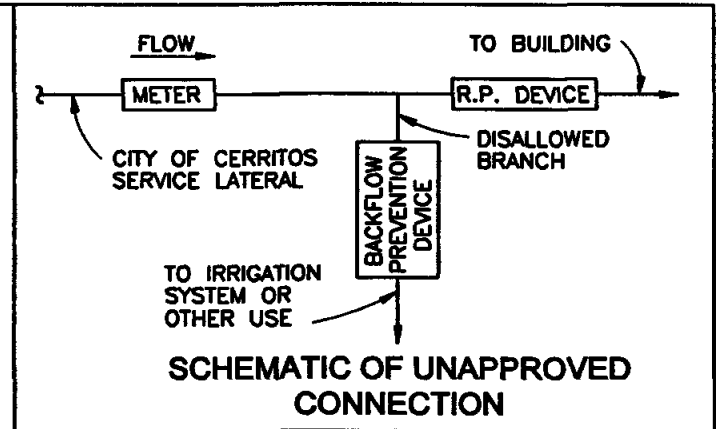 FLOW
TO BUILDING
METER
R.P. DEVICE
CITY OF CERRITOS
SERVICE LATERAL
DISALLOWED
BRANCH
BACKFLOW
PREVENTION
DEVICE
TO IRRIGATION
SYSTEM OR
OTHER USE
SCHEMATIC OF UNAPPROVED
CONNECTION